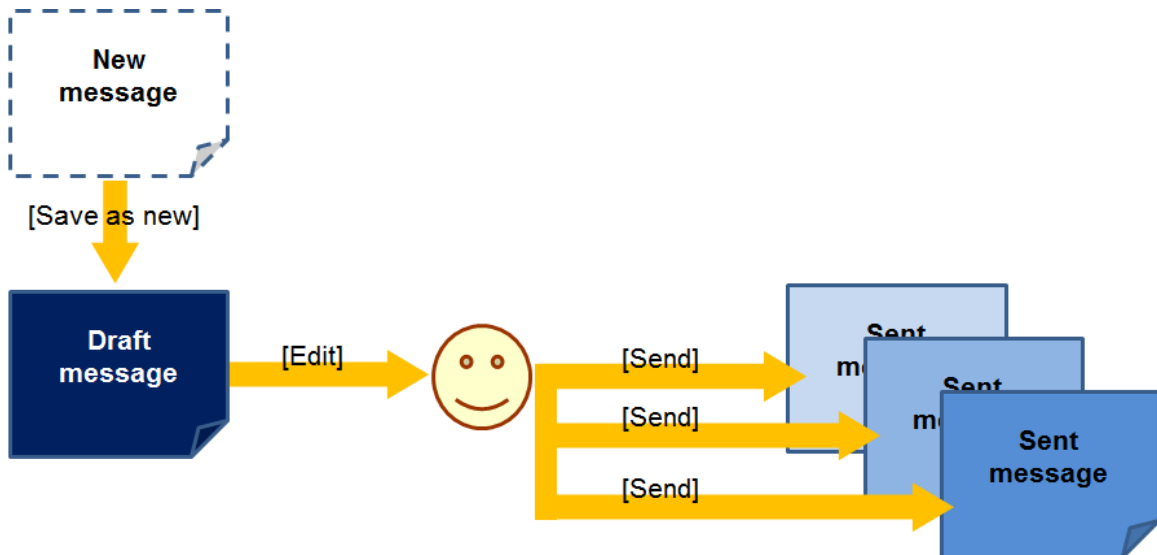 New
message
[Save as new]
Draft
message
[Edit]
[Send]
[Send]
[Send]
Sent
Sent
Sent
message